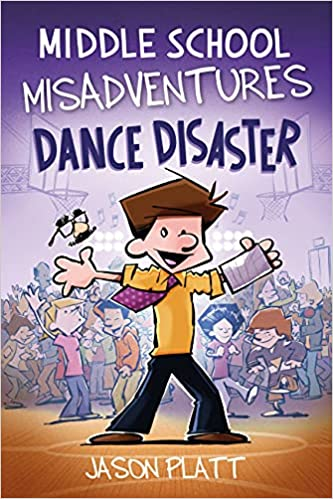 MIDDLE SCHOOL
MISADVENTURES
DANCE DISASTER
JASON PLATT